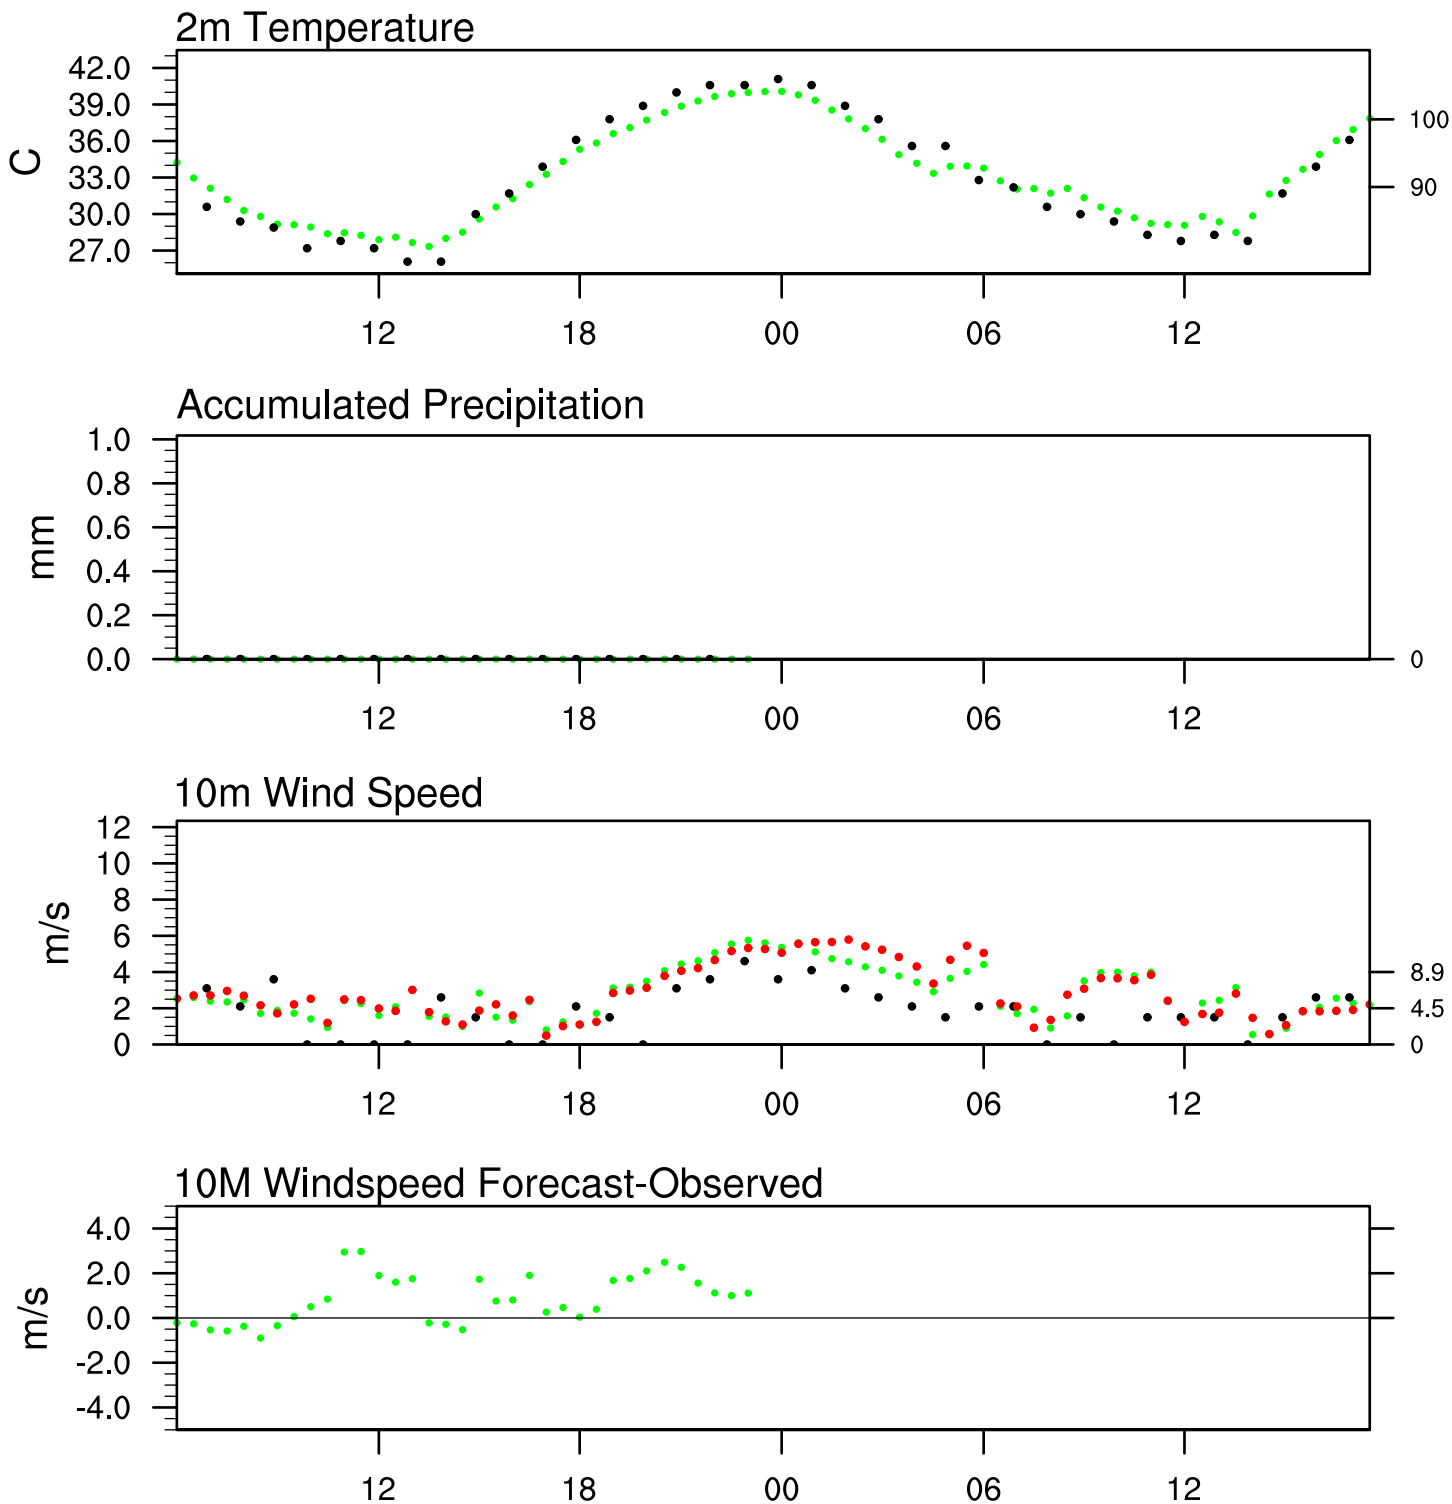 2m Temperature
42.0
39.0
36.0
33.0
30.0
27.0
C
100
90
12 18 00 06 12
Accumulated Precipitation
1.0
0.8
0.6
0.4
0.2
0.0
mm
0
12 18 00 06 12
10m Wind Speed
12
10
8
6
4
2
0
m/s
8.9
4.5
0
12 18 00 06 12
10M Windspeed Forecast-Observed
4.0
2.0
0.0
-2.0
-4.0
m/s
12 18 00 06 12